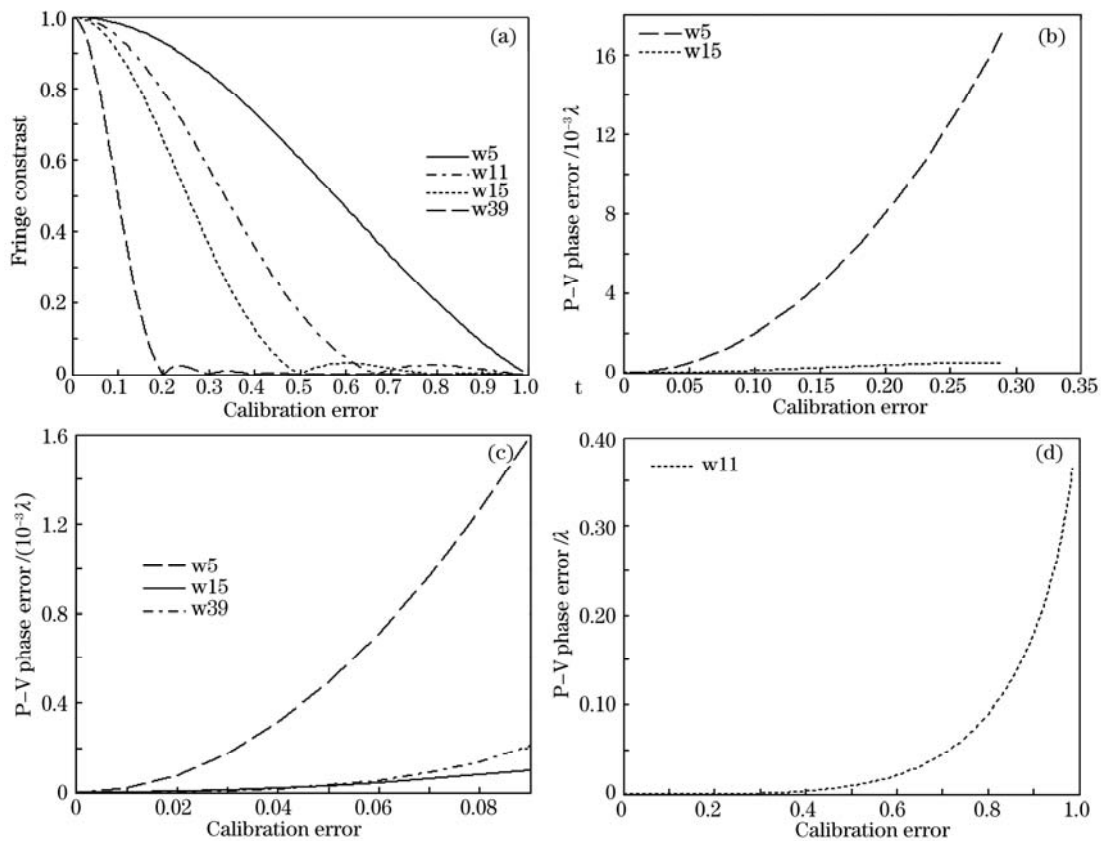 (a)
1.0
0.8
0.6
0.4
0.2
0
Fringe constrast
w5
w11
w15
w39
0 0.1 0.2 0.3 0.4 0.5 0.6 0.7 0.8 0.9 1.0
Calibration error
(b)
16
12
8
4
0
P–V phase error /10⁻³λ
w5
w15
t 0 0.05 0.10 0.15 0.20 0.25 0.30 0.35
Calibration error
(c)
1.6
1.2
0.8
0.4
0
P–V phase error /(10⁻³λ)
w5
w15
w39
0 0.02 0.04 0.06 0.08
Calibration error
(d)
0.40
0.30
0.20
0.10
0
P–V phase error /λ
w11
0 0.2 0.4 0.6 0.8 1.0
Calibration error